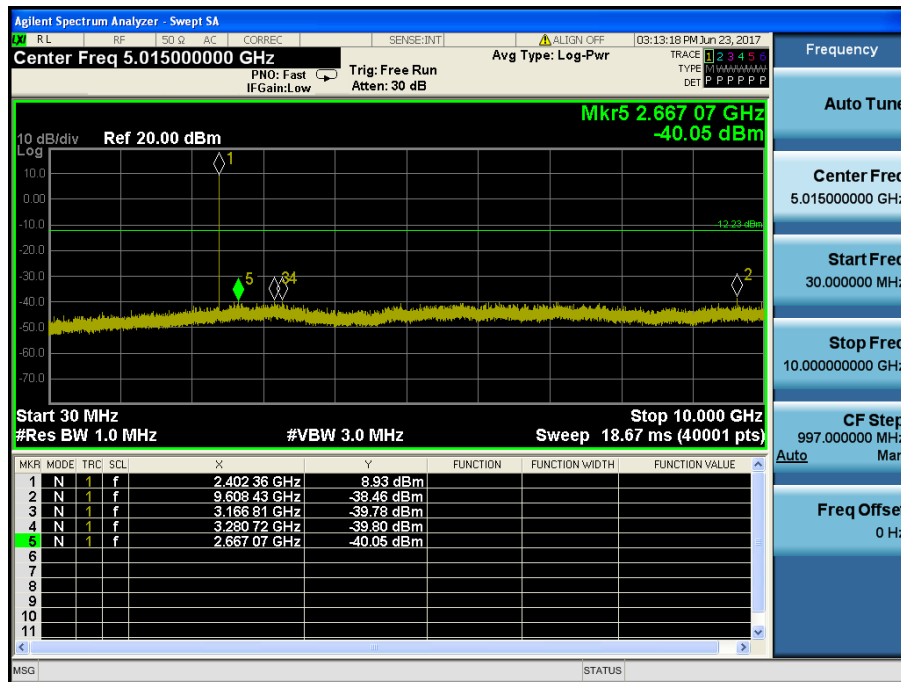 Agilent Spectrum Analyzer - Swept SA
LXI RL RF 50 Ω AC CORREC SENSE:INT ALIGN OFF 03:13:18 PM Jun 23, 2017
Center Freq 5.015000000 GHz
PNO: Fast
IFGain:Low
Trig: Free Run
Atten: 30 dB
Avg Type: Log-Pwr
TRACE 1 2 3 4 5 6
TYPE M WWWWW
DET P P P P P P
Mkr5 2.667 07 GHz
-40.05 dBm
10 dB/div Ref 20.00 dBm
Log
10.0
0.00
-10.0
-20.0
-30.0
-40.0
-50.0
-60.0
-70.0
1
5
3 4
2
-12.23 dBm
Start 30 MHz Stop 10.000 GHz
#Res BW 1.0 MHz #VBW 3.0 MHz Sweep 18.67 ms (40001 pts)
MKR MODE TRC SCL X Y FUNCTION FUNCTION WIDTH FUNCTION VALUE
1 N 1 f 2.402 36 GHz 8.93 dBm
2 N 1 f 9.608 43 GHz -38.46 dBm
3 N 1 f 3.166 81 GHz -39.78 dBm
4 N 1 f 3.280 72 GHz -39.80 dBm
5 N 1 f 2.667 07 GHz -40.05 dBm
6
7
8
9
10
11
MSG STATUS
Frequency
Auto Tune
Center Freq
5.015000000 GHz
Start Freq
30.000000 MHz
Stop Freq
10.000000000 GHz
CF Step
997.000000 MHz
Auto Man
Freq Offset
0 Hz